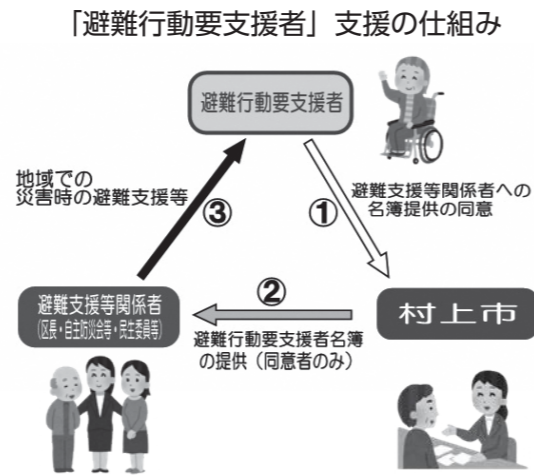 「避難行動要支援者」支援の仕組み
避難行動要支援者
地域での
災害時の避難支援等
③
①
避難支援等関係者への
名簿提供の同意
避難支援等関係者
(区長・自主防災会等・民生委員等)
②
村上市
避難行動要支援者名簿
の提供（同意者のみ）